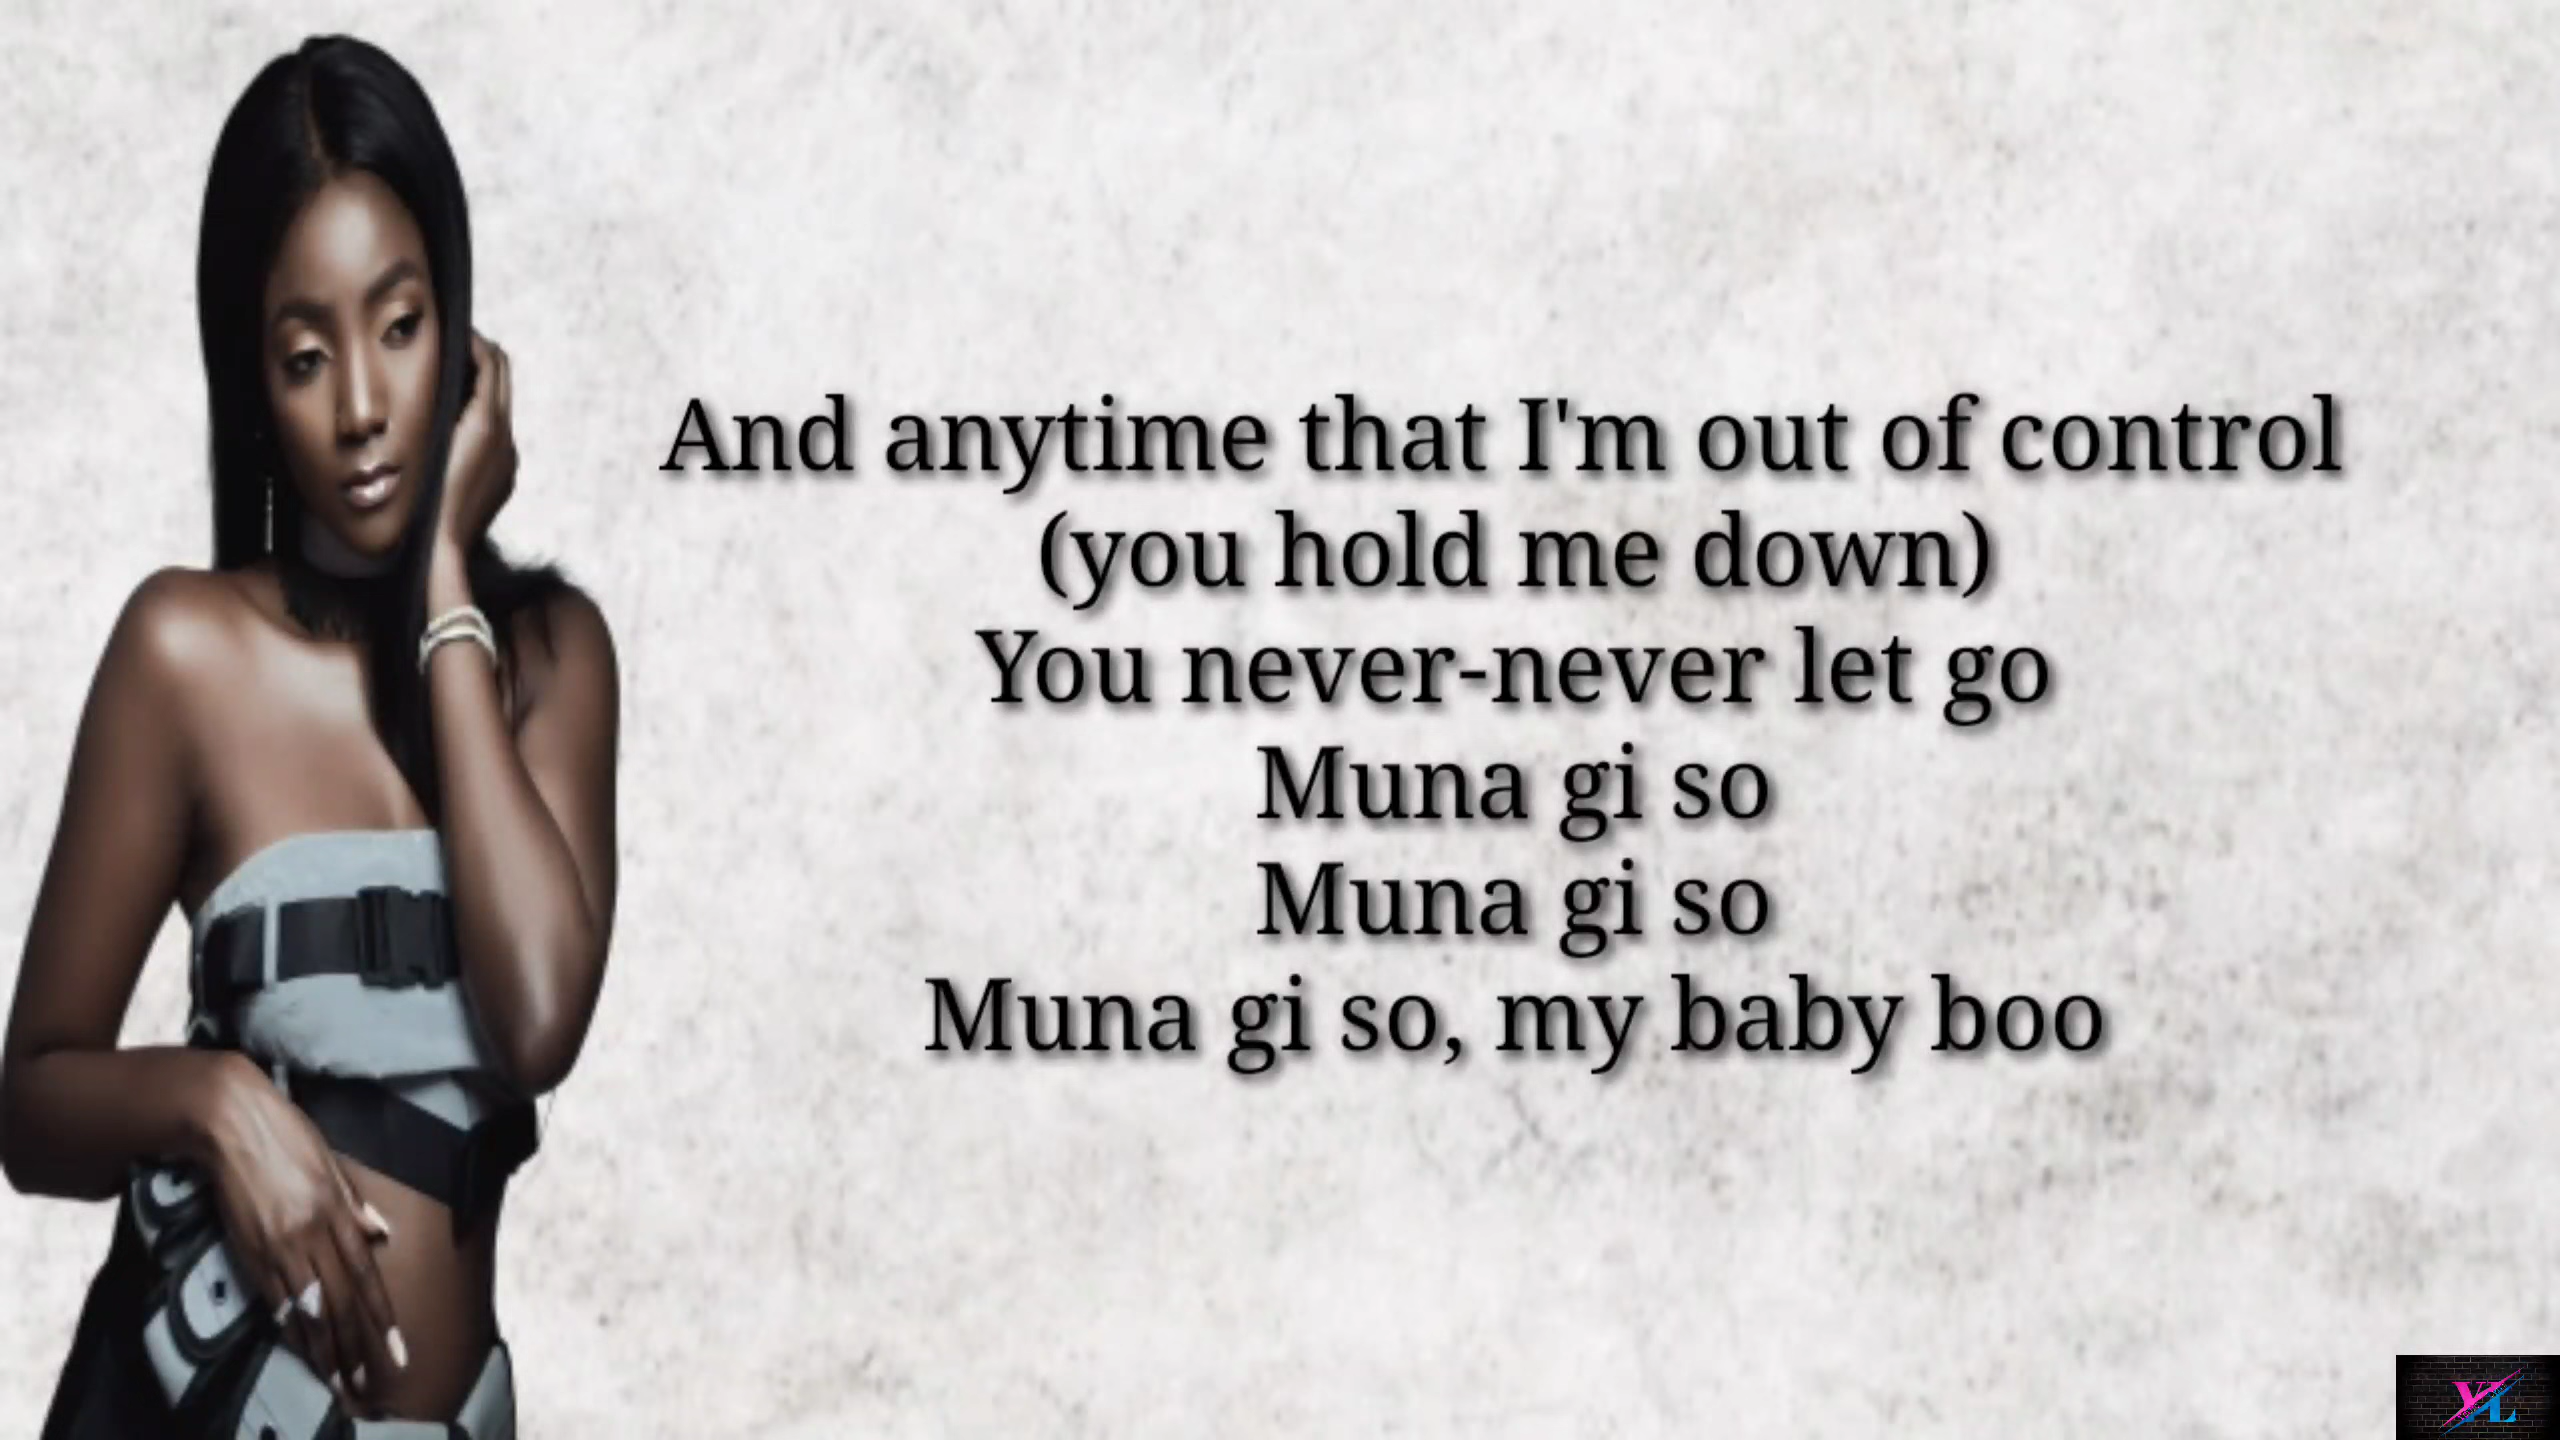 And anytime that I'm out of control
(you hold me down)
You never-never let go
Muna gi so
Muna gi so
Muna gi so, my baby boo
YL